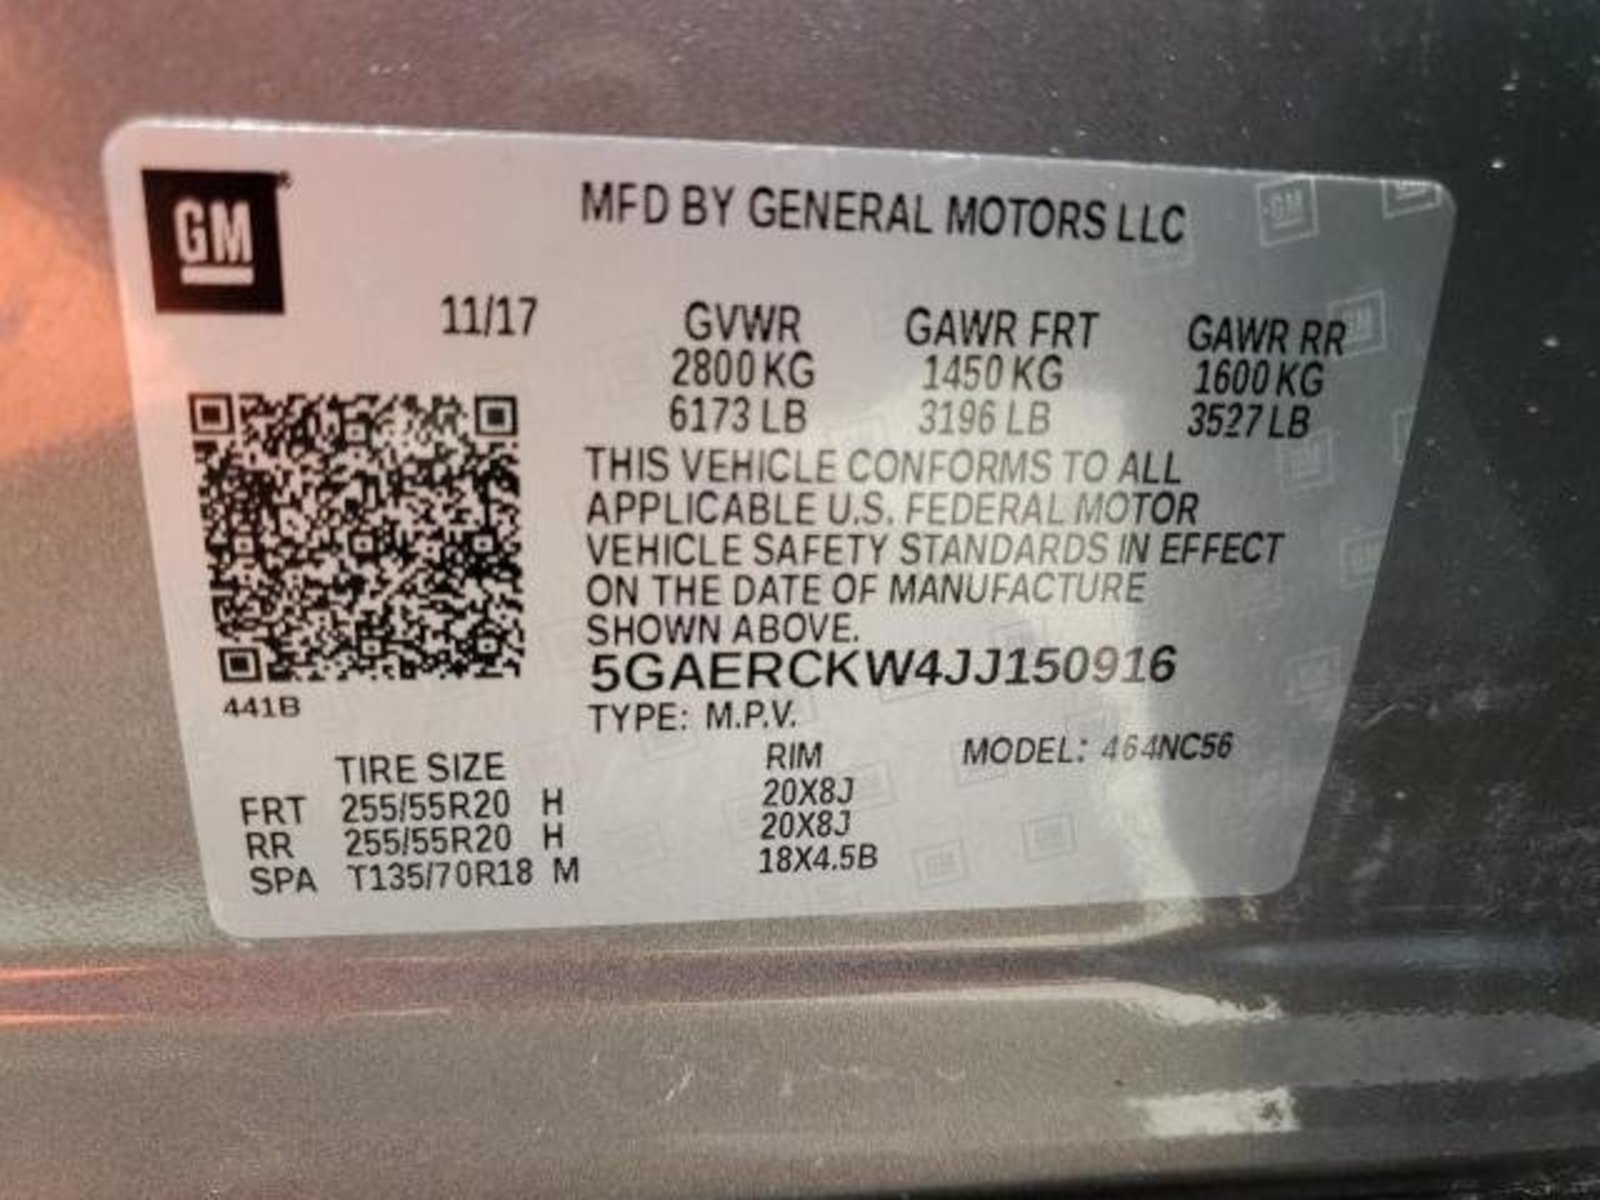 GM
MFD BY GENERAL MOTORS LLC
11/17 GVWR GAWR FRT GAWR RR
2800 KG 1450 KG 1600 KG
6173 LB 3196 LB 3527 LB
THIS VEHICLE CONFORMS TO ALL
APPLICABLE U.S. FEDERAL MOTOR
VEHICLE SAFETY STANDARDS IN EFFECT
ON THE DATE OF MANUFACTURE
SHOWN ABOVE.
5GAERCKW4JJ150916
441B
TYPE: M.P.V.
TIRE SIZE RIM MODEL: 464NC56
FRT 255/55R20 H 20X8J
RR 255/55R20 H 20X8J
SPA T135/70R18 M 18X4.5B